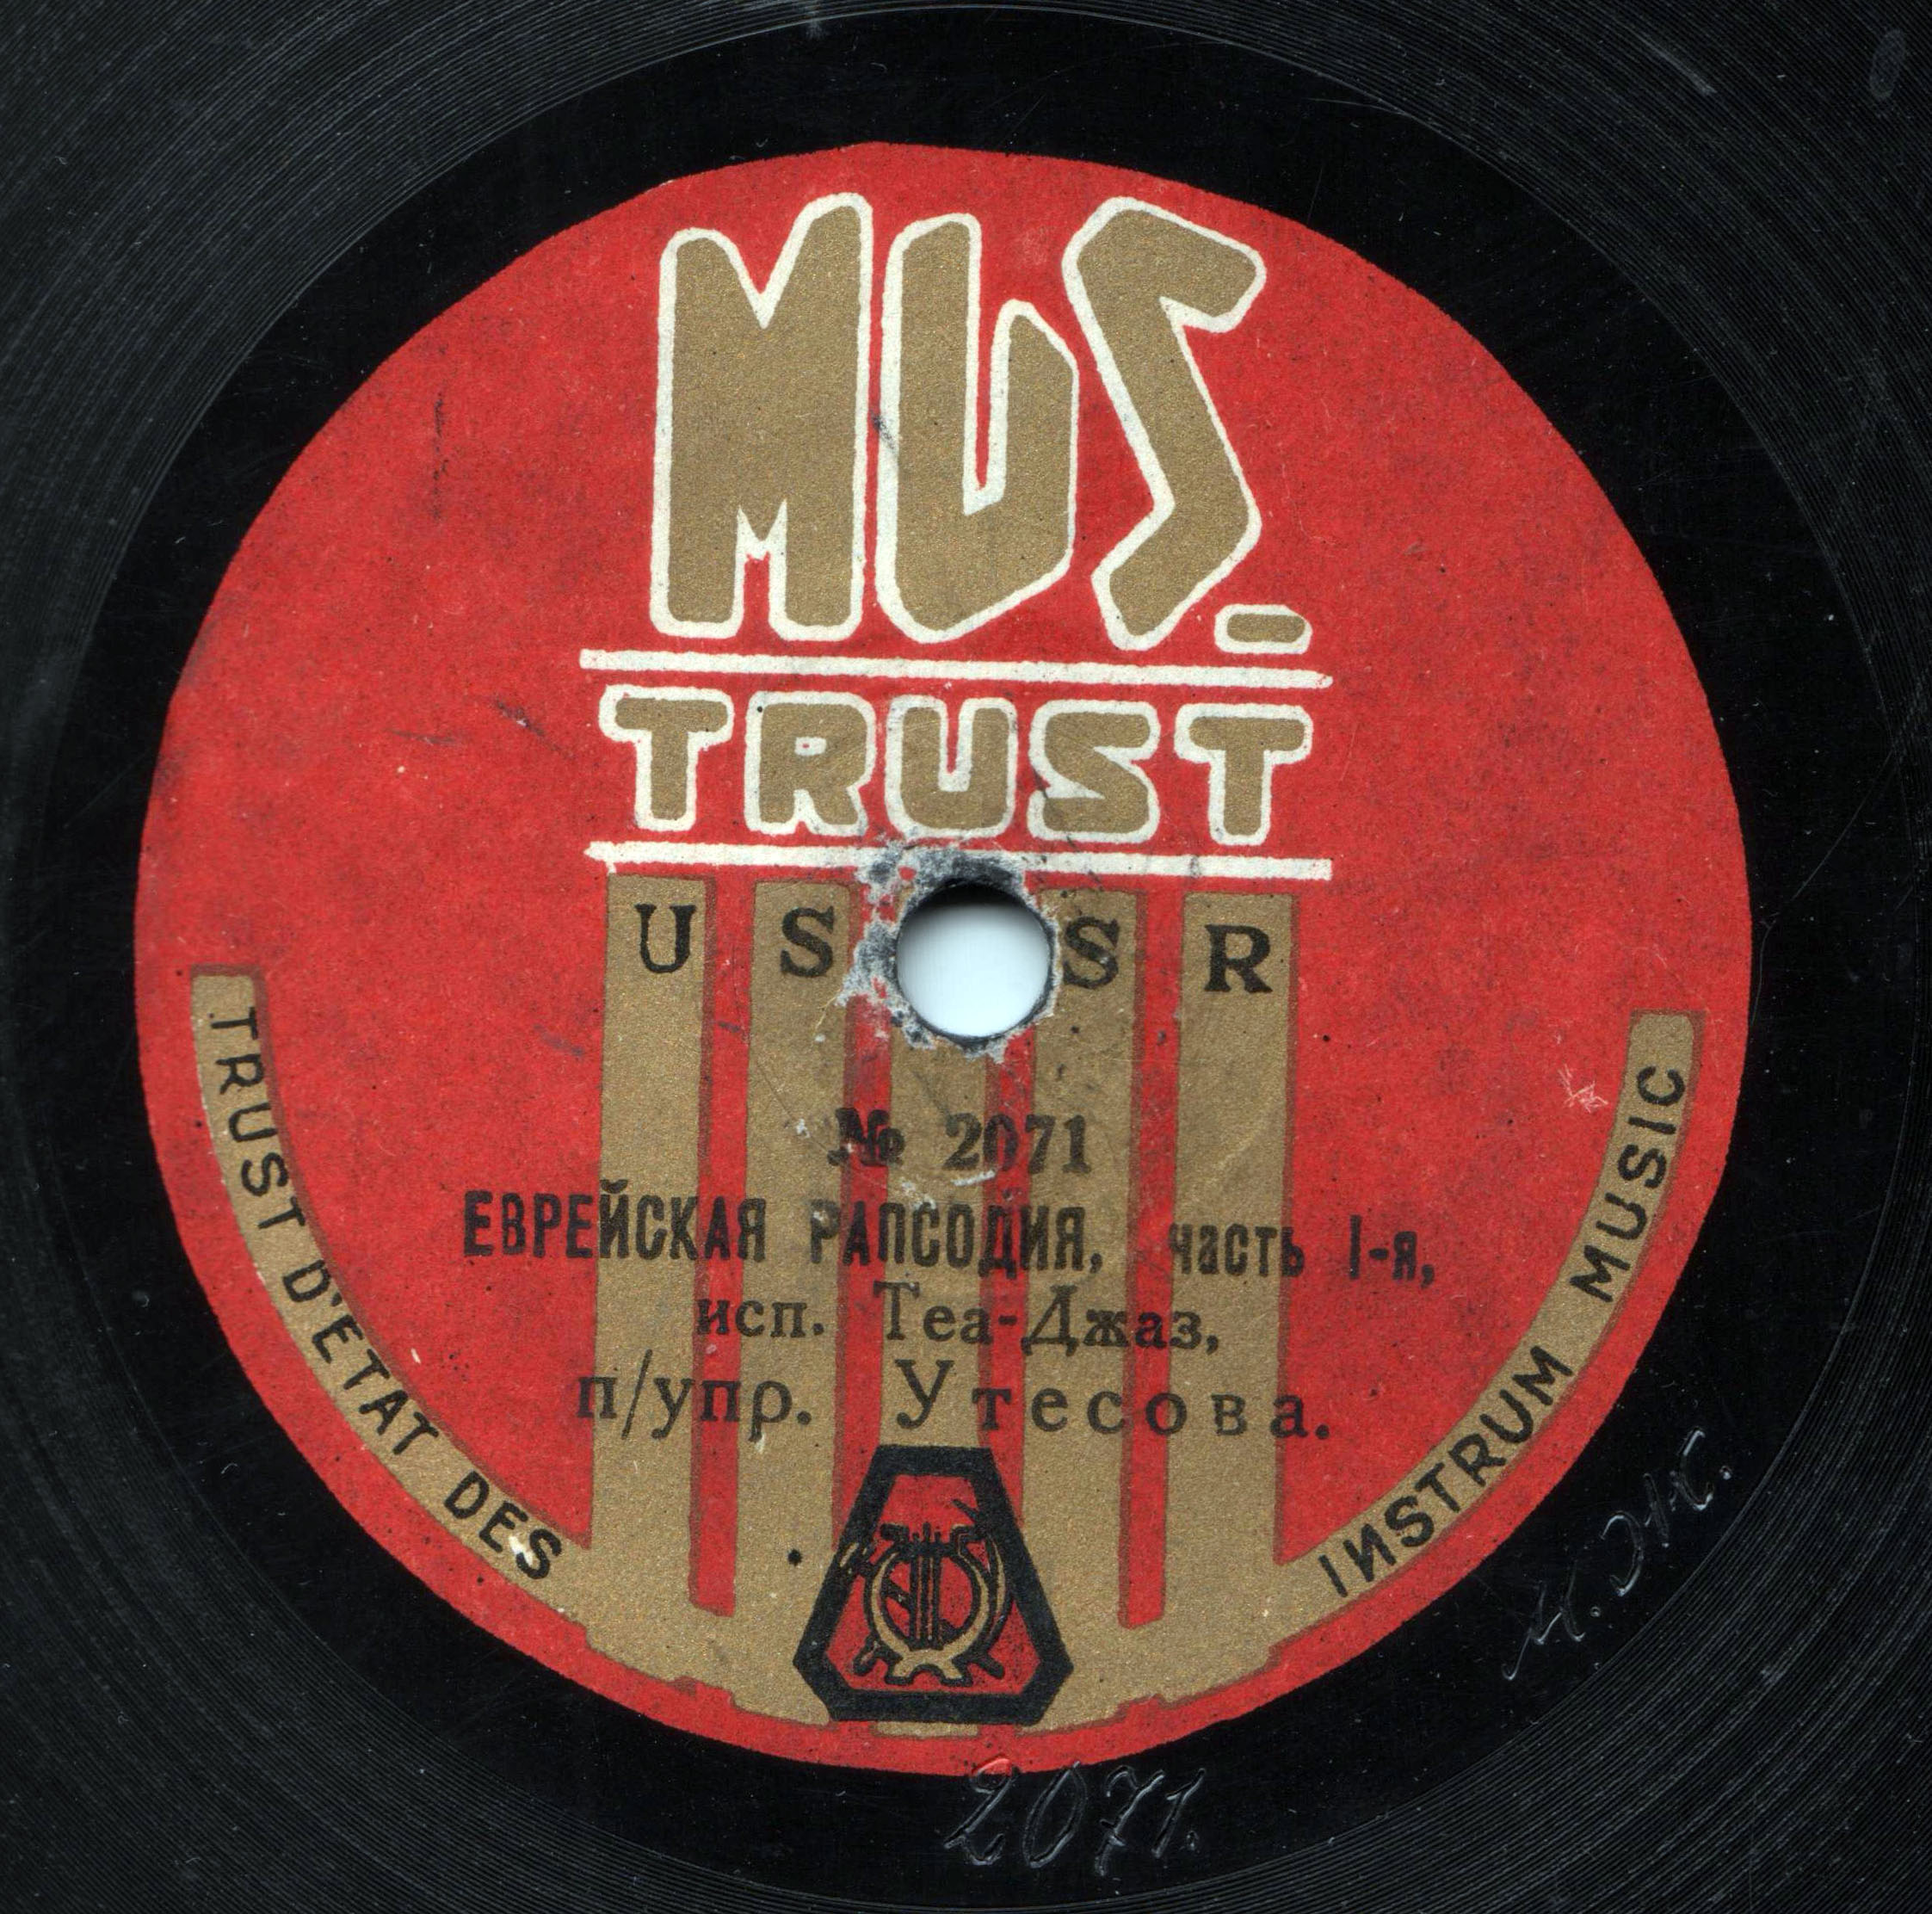 MUS.
TRUST
U S S R
№ 2071
ЕВРЕЙСКАЯ РАПСОДИЯ, часть I-я,
исп. Теа-Джаз,
п/упр. Утесова.
TRUST D'ETAT DES
INSTRUM MUSIC
2071.